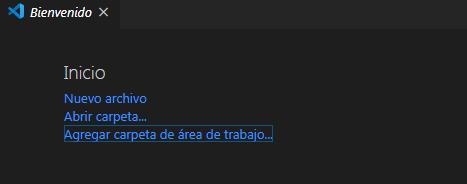 Bienvenido
Inicio
Nuevo archivo
Abrir carpeta...
Agregar carpeta de área de trabajo...